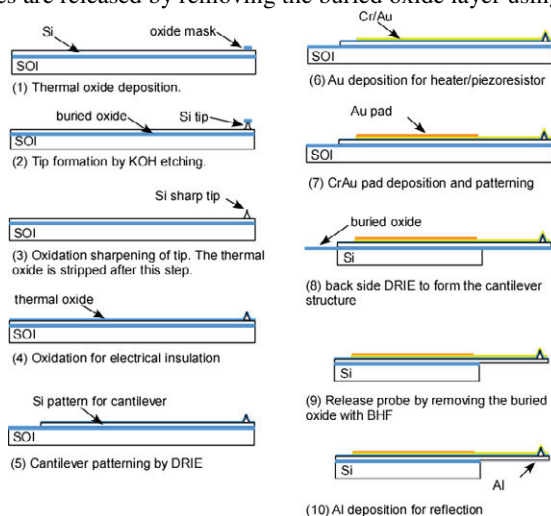 es are released by removing the buried oxide layer using
Si
oxide mask
SOI
(1) Thermal oxide deposition.
buried oxide
Si tip
SOI
(2) Tip formation by KOH etching.
Si sharp tip
SOI
(3) Oxidation sharpening of tip. The thermal
oxide is stripped after this step.
thermal oxide
SOI
(4) Oxidation for electrical insulation
Si pattern for cantilever
SOI
(5) Cantilever patterning by DRIE
Cr/Au
SOI
(6) Au deposition for heater/piezoresistor
Au pad
SOI
(7) CrAu pad deposition and patterning
buried oxide
Si
(8) back side DRIE to form the cantilever
structure
Si
(9) Release probe by removing the buried
oxide with BHF
Si
Al
(10) Al deposition for reflection